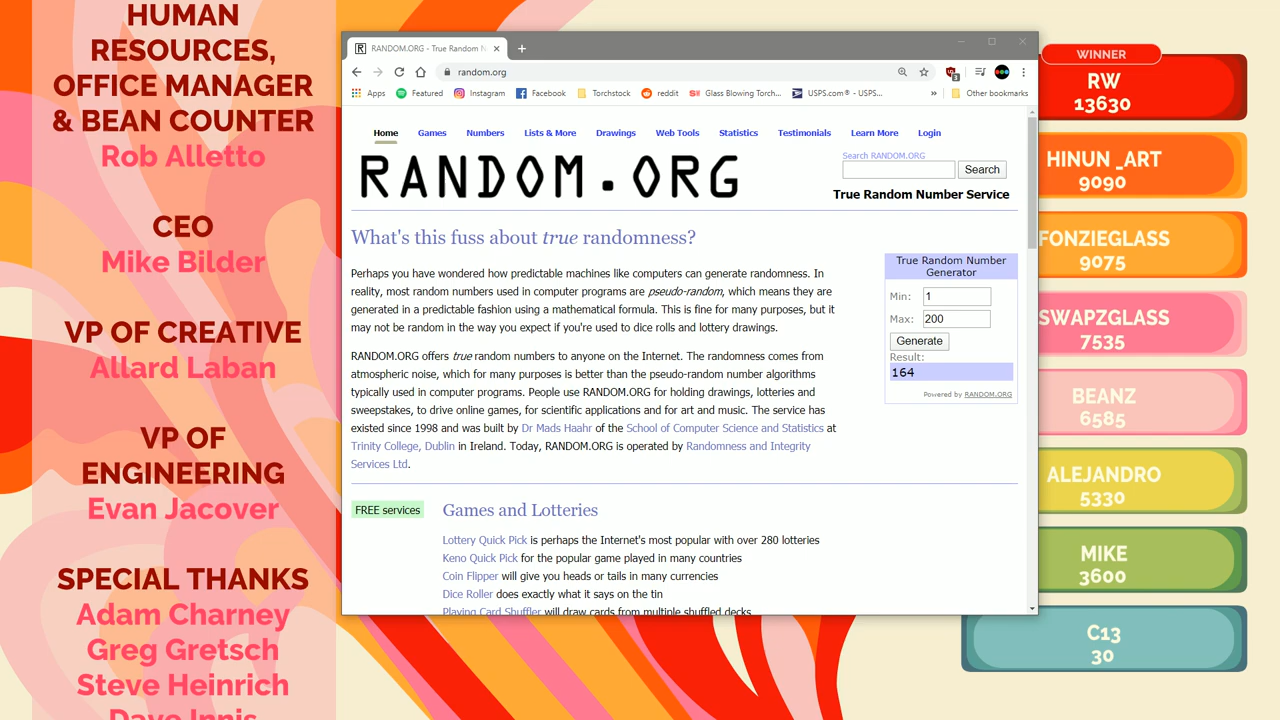 HUMAN
RESOURCES,
OFFICE MANAGER
& BEAN COUNTER
Rob Alletto
CEO
Mike Bilder
VP OF CREATIVE
Allard Laban
VP OF
ENGINEERING
Evan Jacover
SPECIAL THANKS
Adam Charney
Greg Gretsch
Steve Heinrich
Dave Innis
RANDOM.ORG - True Random N
random.org
Apps Featured Instagram Facebook Torchstock reddit Glass Blowing Torc... USPS.com® - USPS... » Other bookmarks
Home Games Numbers Lists & More Drawings Web Tools Statistics Testimonials Learn More Login
RANDOM.ORG
Search RANDOM.ORG
Search
True Random Number Service
What's this fuss about true randomness?
Perhaps you have wondered how predictable machines like computers can generate randomness. In
reality, most random numbers used in computer programs are pseudo-random, which means they are
generated in a predictable fashion using a mathematical formula. This is fine for many purposes, but it
may not be random in the way you expect if you're used to dice rolls and lottery drawings.
RANDOM.ORG offers true random numbers to anyone on the Internet. The randomness comes from
atmospheric noise, which for many purposes is better than the pseudo-random number algorithms
typically used in computer programs. People use RANDOM.ORG for holding drawings, lotteries and
sweepstakes, to drive online games, for scientific applications and for art and music. The service has
existed since 1998 and was built by Dr Mads Haahr of the School of Computer Science and Statistics at
Trinity College, Dublin in Ireland. Today, RANDOM.ORG is operated by Randomness and Integrity
Services Ltd.
True Random Number
Generator
Min: 1
Max: 200
Generate
Result:
164
Powered by RANDOM.ORG
FREE services
Games and Lotteries
Lottery Quick Pick is perhaps the Internet's most popular with over 280 lotteries
Keno Quick Pick for the popular game played in many countries
Coin Flipper will give you heads or tails in many currencies
Dice Roller does exactly what it says on the tin
Playing Card Shuffler will draw cards from multiple shuffled decks
WINNER
RW
13630
HINUN _ART
9090
FONZIEGLASS
9075
SWAPZGLASS
7535
BEANZ
6585
ALEJANDRO
5330
MIKE
3600
C13
30